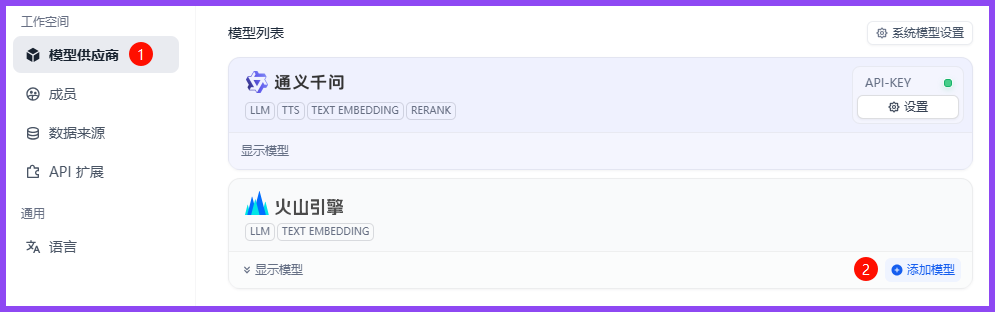 工作空间
模型供应商 1
成员
数据来源
API 扩展
通用
语言
模型列表
系统模型设置
通义千问
LLM TTS TEXT EMBEDDING RERANK
API-KEY
设置
显示模型
火山引擎
LLM TEXT EMBEDDING
显示模型
2 添加模型